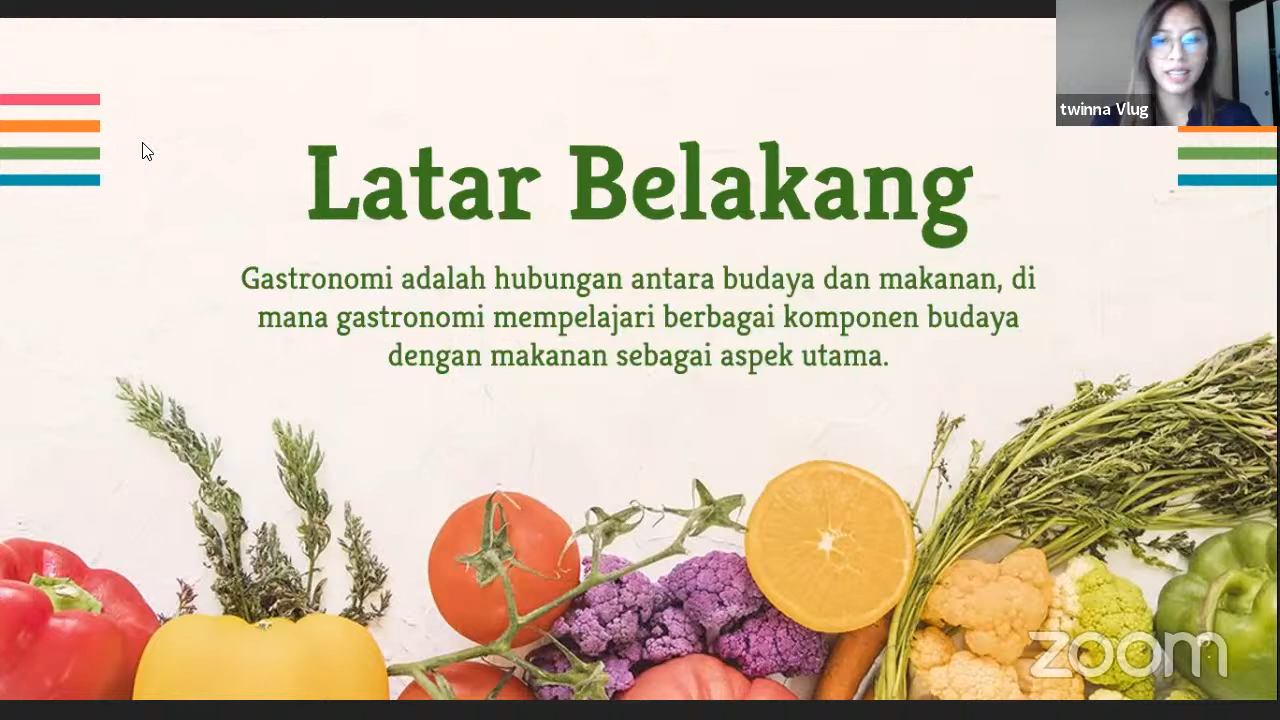 twinna Vlug
Latar Belakang
Gastronomi adalah hubungan antara budaya dan makanan, di
mana gastronomi mempelajari berbagai komponen budaya
dengan makanan sebagai aspek utama.
zoom